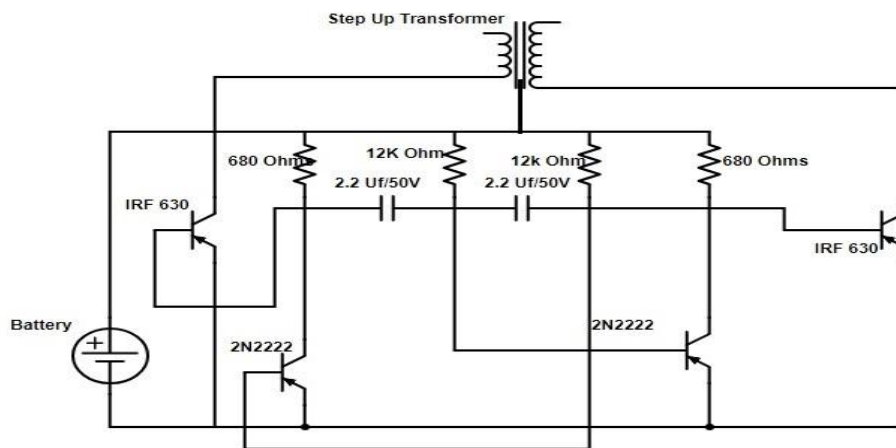 Step Up Transformer
680 Ohms
12K Ohm
12k Ohm
680 Ohms
2.2 Uf/50V
2.2 Uf/50V
IRF 630
IRF 630
Battery
+
2N2222
2N2222